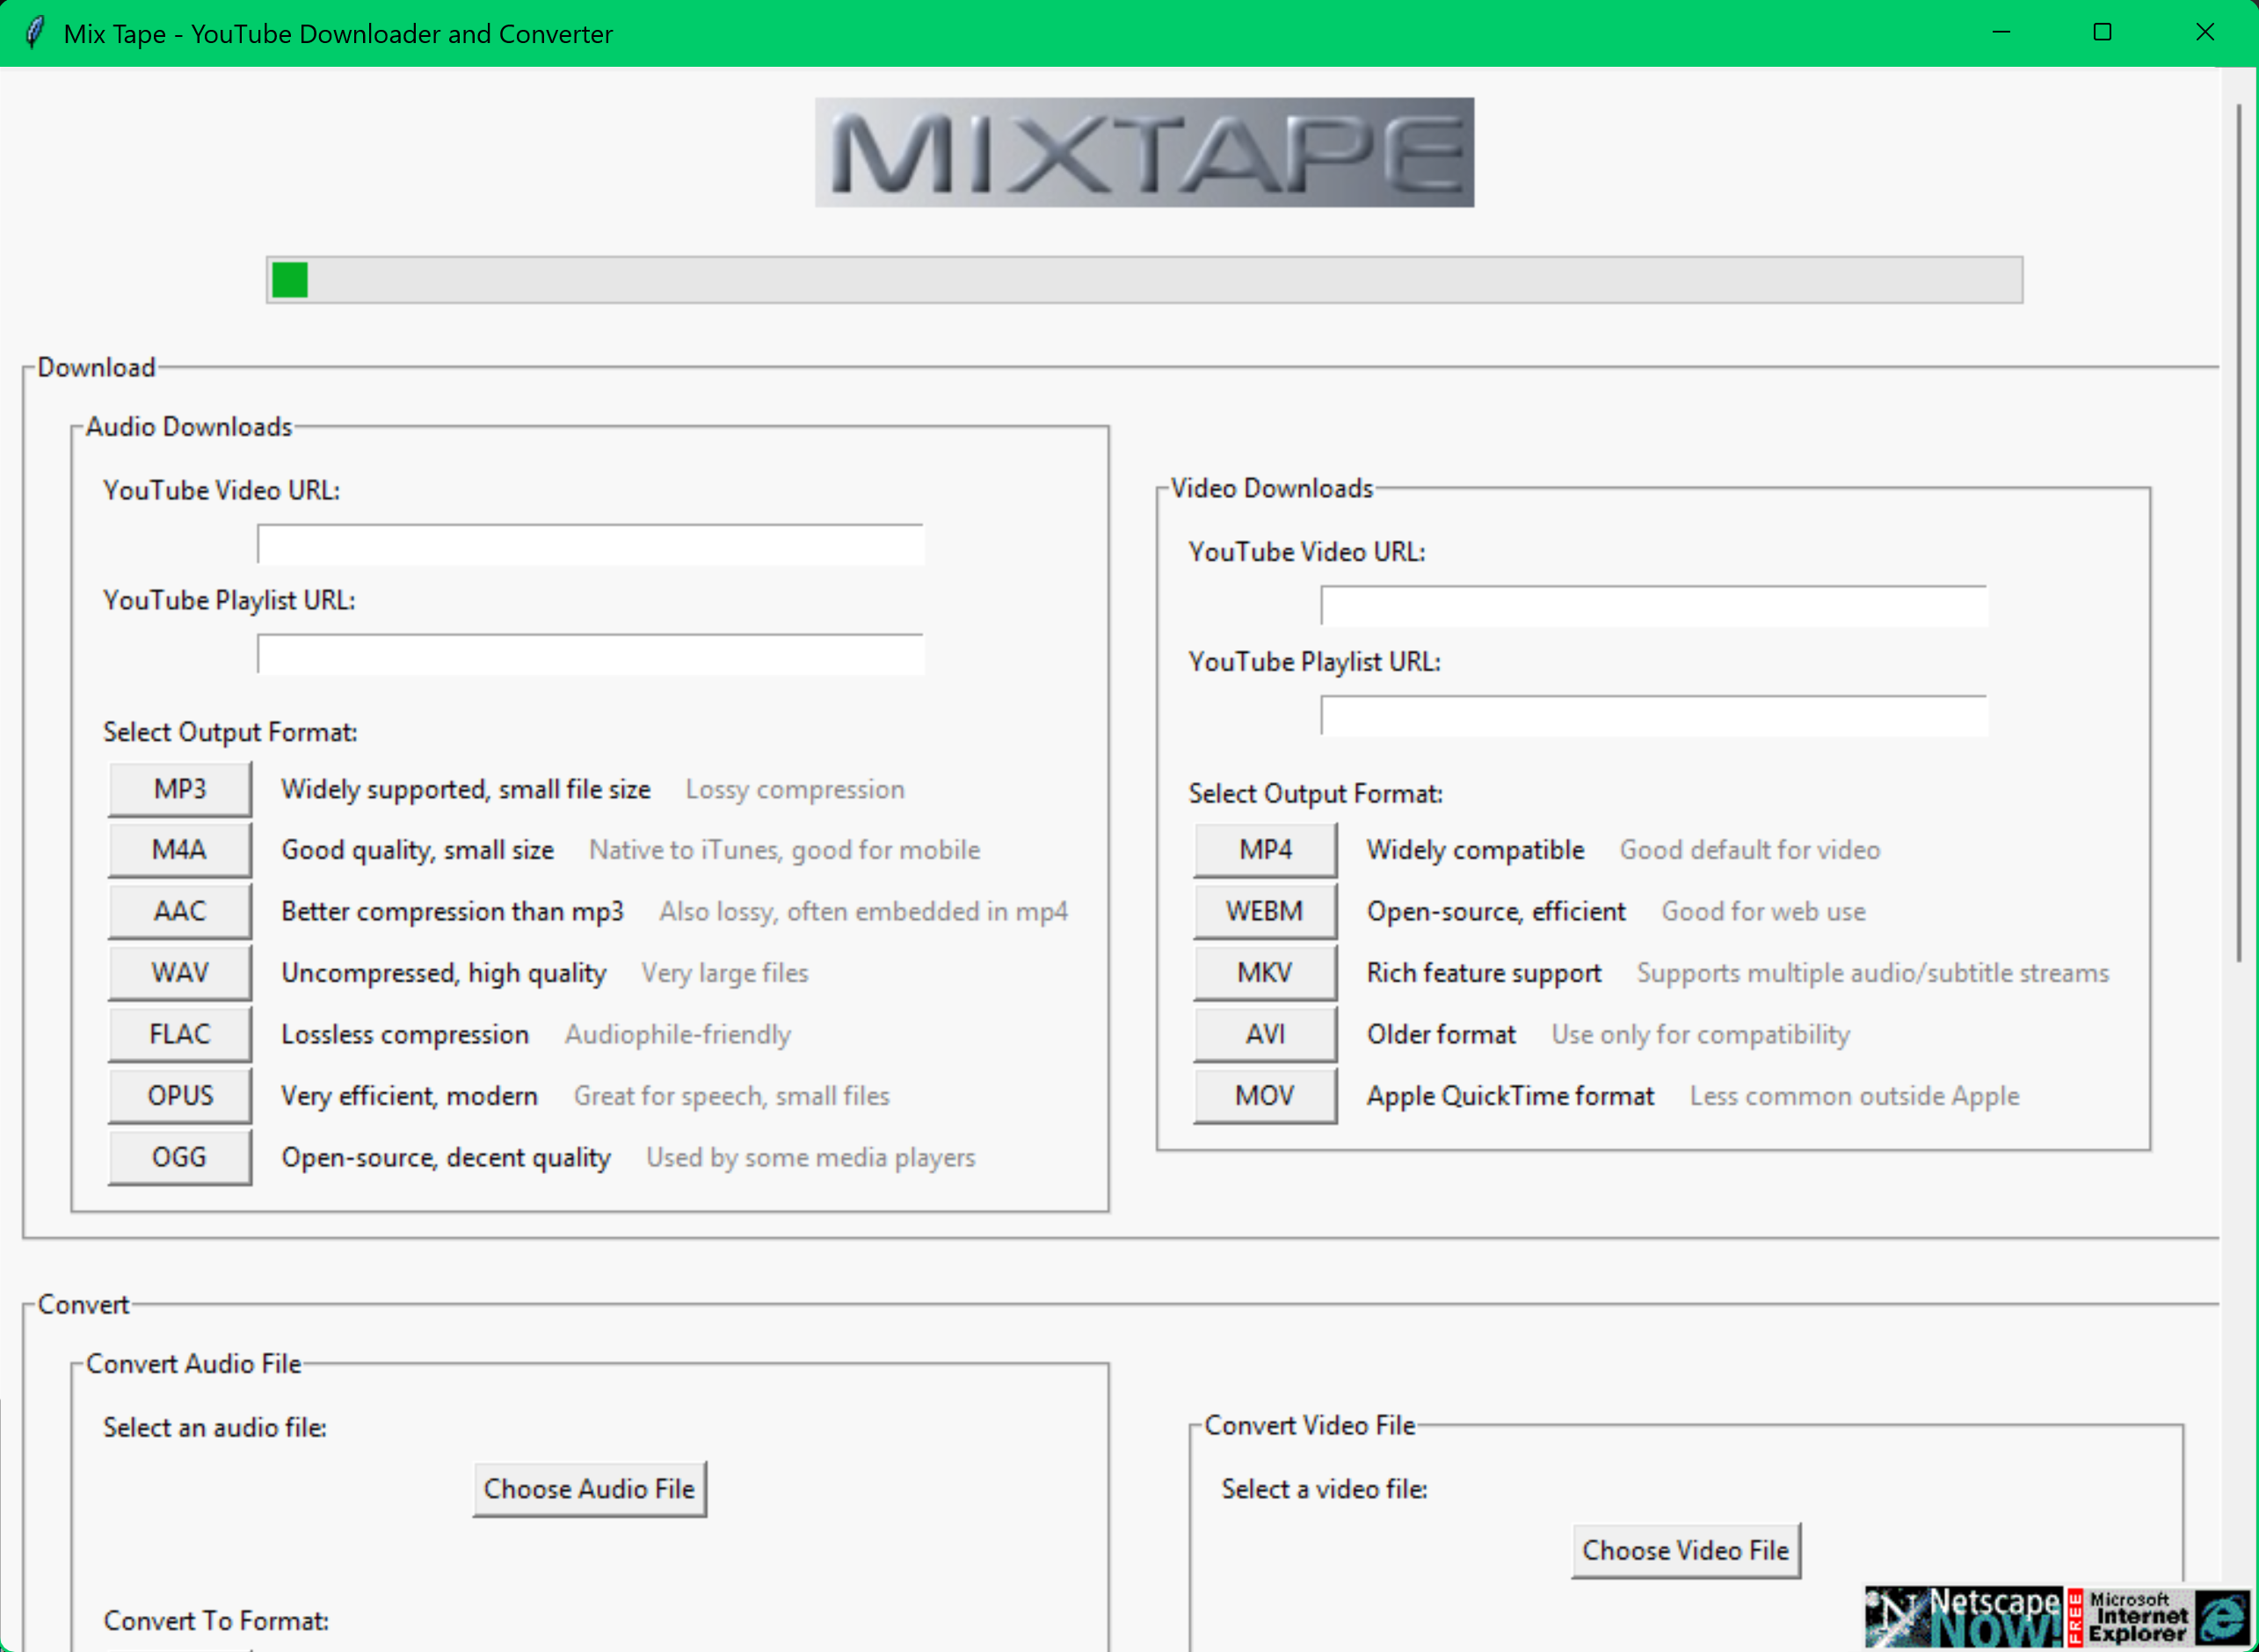 Mix Tape - YouTube Downloader and Converter
MIXTAPE
Download
Audio Downloads
YouTube Video URL:
YouTube Playlist URL:
Select Output Format:
MP3 Widely supported, small file size Lossy compression
M4A Good quality, small size Native to iTunes, good for mobile
AAC Better compression than mp3 Also lossy, often embedded in mp4
WAV Uncompressed, high quality Very large files
FLAC Lossless compression Audiophile-friendly
OPUS Very efficient, modern Great for speech, small files
OGG Open-source, decent quality Used by some media players
Video Downloads
YouTube Video URL:
YouTube Playlist URL:
Select Output Format:
MP4 Widely compatible Good default for video
WEBM Open-source, efficient Good for web use
MKV Rich feature support Supports multiple audio/subtitle streams
AVI Older format Use only for compatibility
MOV Apple QuickTime format Less common outside Apple
Convert
Convert Audio File
Select an audio file:
Choose Audio File
Convert To Format:
Convert Video File
Select a video file:
Choose Video File
N
Netscape
NOW!
FREE
Microsoft
Internet
Explorer